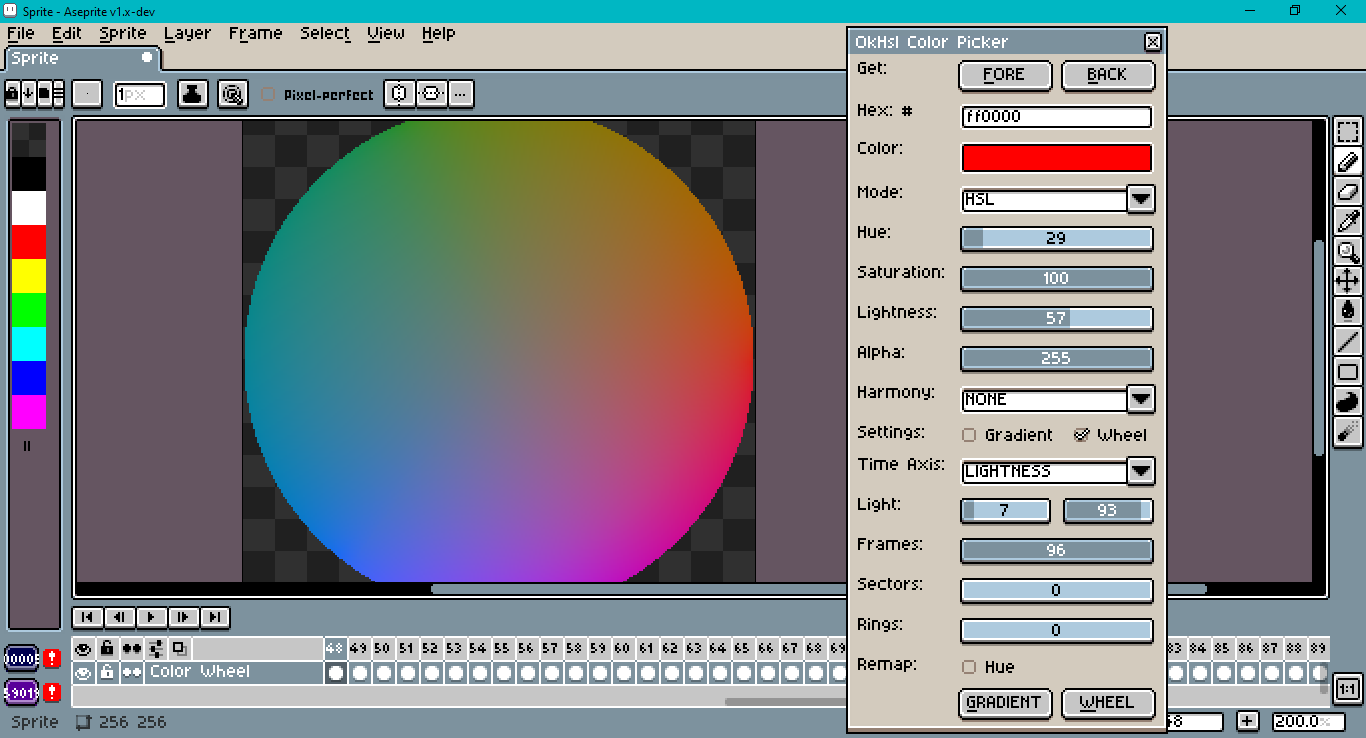 Sprite - Aseprite v1.x-dev
File Edit Sprite Layer Frame Select View Help
Sprite
1px
Pixel-perfect
...
OkHsl Color Picker
Get: FORE BACK
Hex: # ff0000
Color:
Mode: HSL
Hue: 29
Saturation: 100
Lightness: 57
Alpha: 255
Harmony: NONE
Settings: Gradient Wheel
Time Axis: LIGHTNESS
Light: 7 93
Frames: 96
Sectors: 0
Rings: 0
Remap: Hue
GRADIENT WHEEL
48 49 50 51 52 53 54 55 56 57 58 59 60 61 62 63 64 65 66 67 68 83 84 85 86 87 88 89
Color Wheel
1:1
Sprite 256 256
+ 200.0%